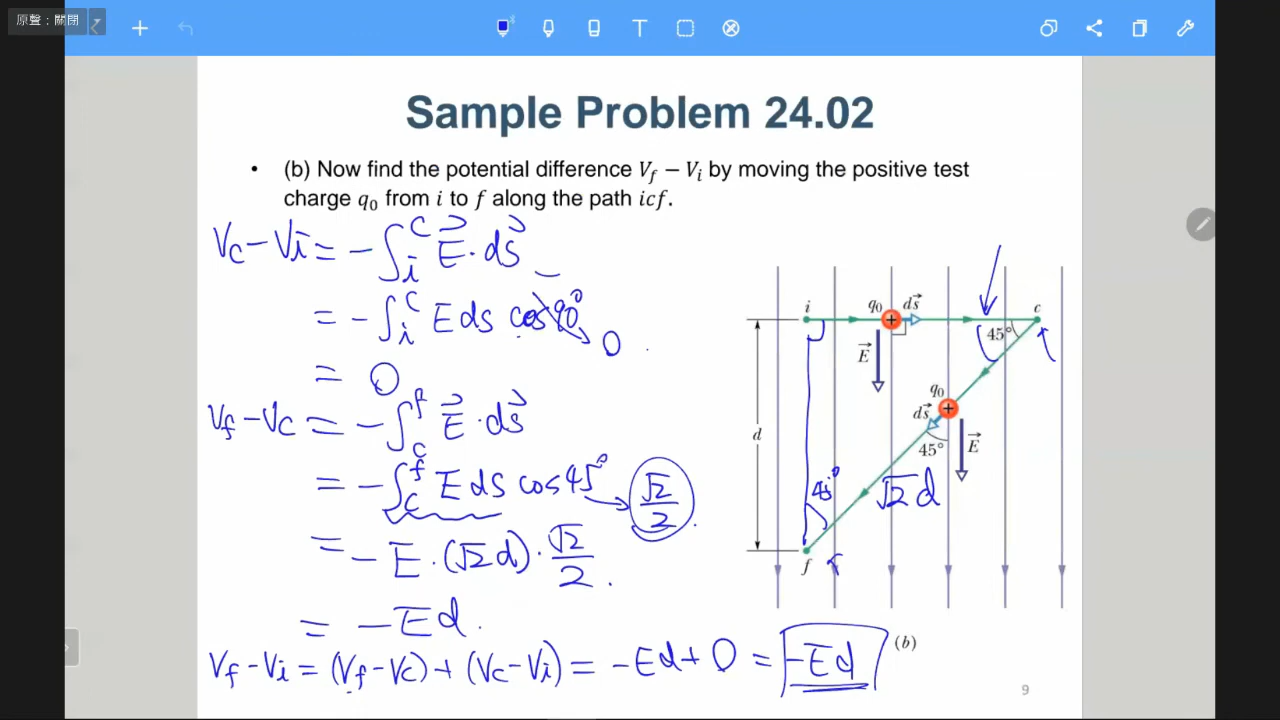 原聲：關閉
Sample Problem 24.02
• (b) Now find the potential difference V_f − V_i by moving the positive test
charge q_0 from i to f along the path icf.
V_c − V_i = − ∫_i^c E⃗ · ds⃗
= − ∫_i^c E ds cos 90° → 0
= 0
V_f − V_c = − ∫_c^f E⃗ · ds⃗
= − ∫_c^f E ds cos 45° → √2/2
= − E · (√2 d) · √2/2
= − E d.
V_f − V_i = (V_f − V_c) + (V_c − V_i) = − E d + 0 = − E d
i
q_0
ds⃗
c
45°
E⃗
q_0
ds⃗
d
45°
E⃗
45°
√2 d
f
(b)
9